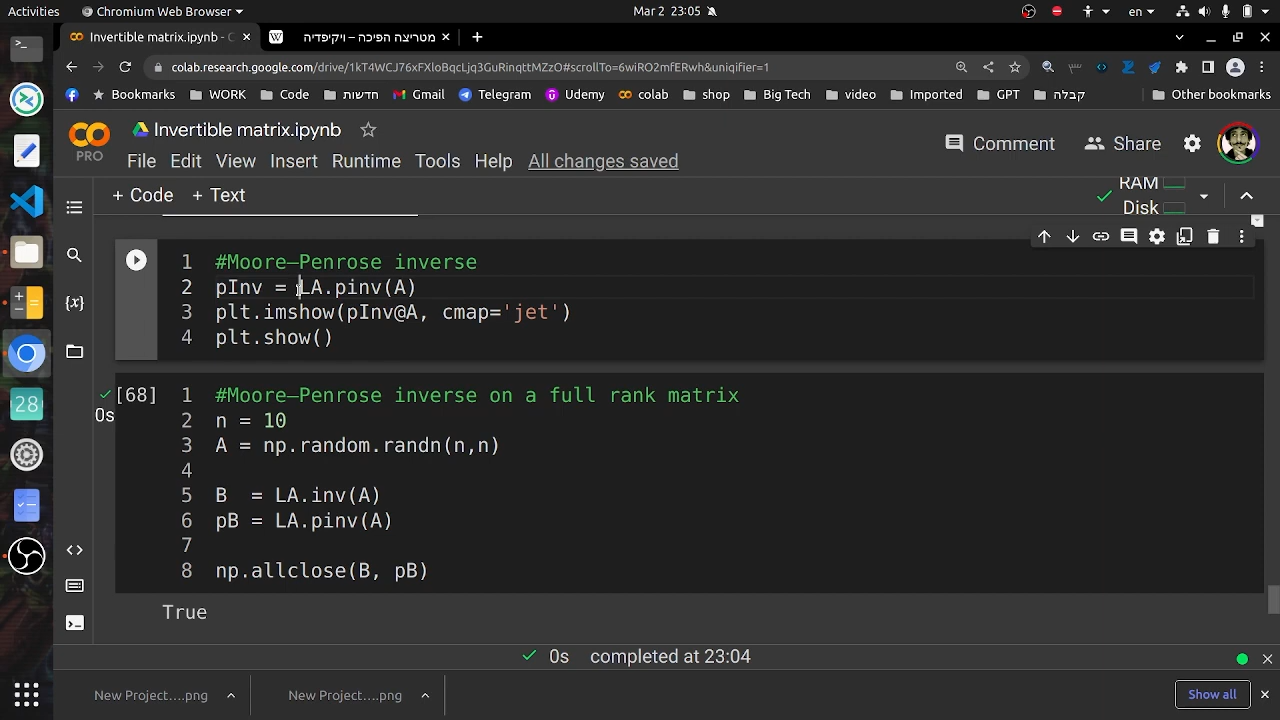 Activities Chromium Web Browser Mar 2 23:05 en
Invertible matrix.ipynb - C מטריצה הפיכה – ויקיפדיה
colab.research.google.com/drive/1kT4WCJ76xFXloBqcLjq3GuRinqttMZzO#scrollTo=6wiRO2mfERwh&uniqifier=1
Bookmarks WORK Code חדשות Gmail Telegram Udemy colab shop Big Tech video Imported GPT קבלה Other bookmarks
Invertible matrix.ipynb
PRO
Comment Share
File Edit View Insert Runtime Tools Help All changes saved
+ Code + Text
RAM
Disk
1 #Moore–Penrose inverse
2 pInv = LA.pinv(A)
3 plt.imshow(pInv@A, cmap='jet')
4 plt.show()
[68] 1 #Moore–Penrose inverse on a full rank matrix
0s
2 n = 10
3 A = np.random.randn(n,n)
4
5 B = LA.inv(A)
6 pB = LA.pinv(A)
7
8 np.allclose(B, pB)
True
0s completed at 23:04
New Project....png New Project....png Show all
28
{x}